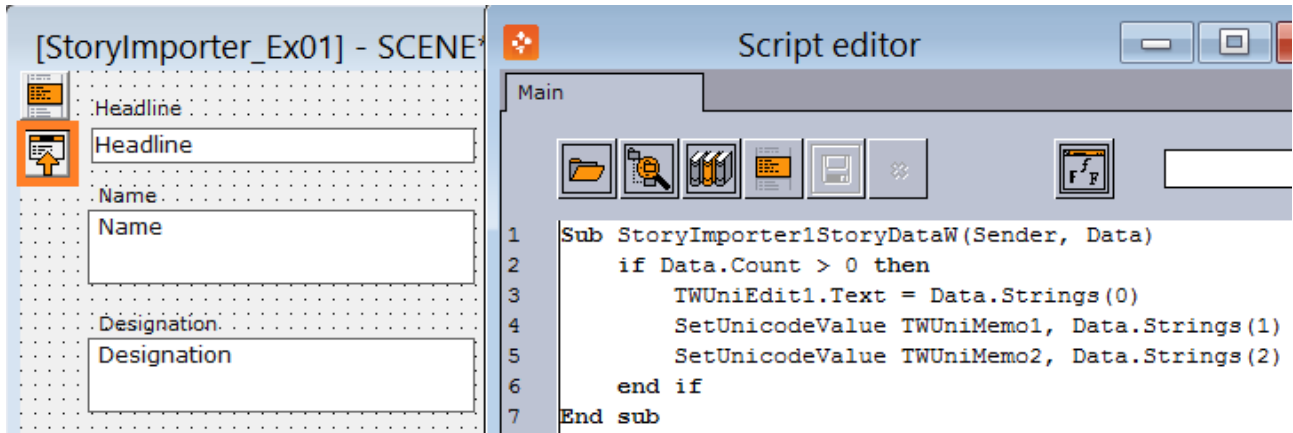 [StoryImporter_Ex01] - SCENE*
Headline
Headline
Name
Name
Designation
Designation
Script editor
Main
F f F
1 Sub StoryImporter1StoryDataW(Sender, Data)
2 if Data.Count > 0 then
3 TWUniEdit1.Text = Data.Strings(0)
4 SetUnicodeValue TWUniMemo1, Data.Strings(1)
5 SetUnicodeValue TWUniMemo2, Data.Strings(2)
6 end if
7 End sub